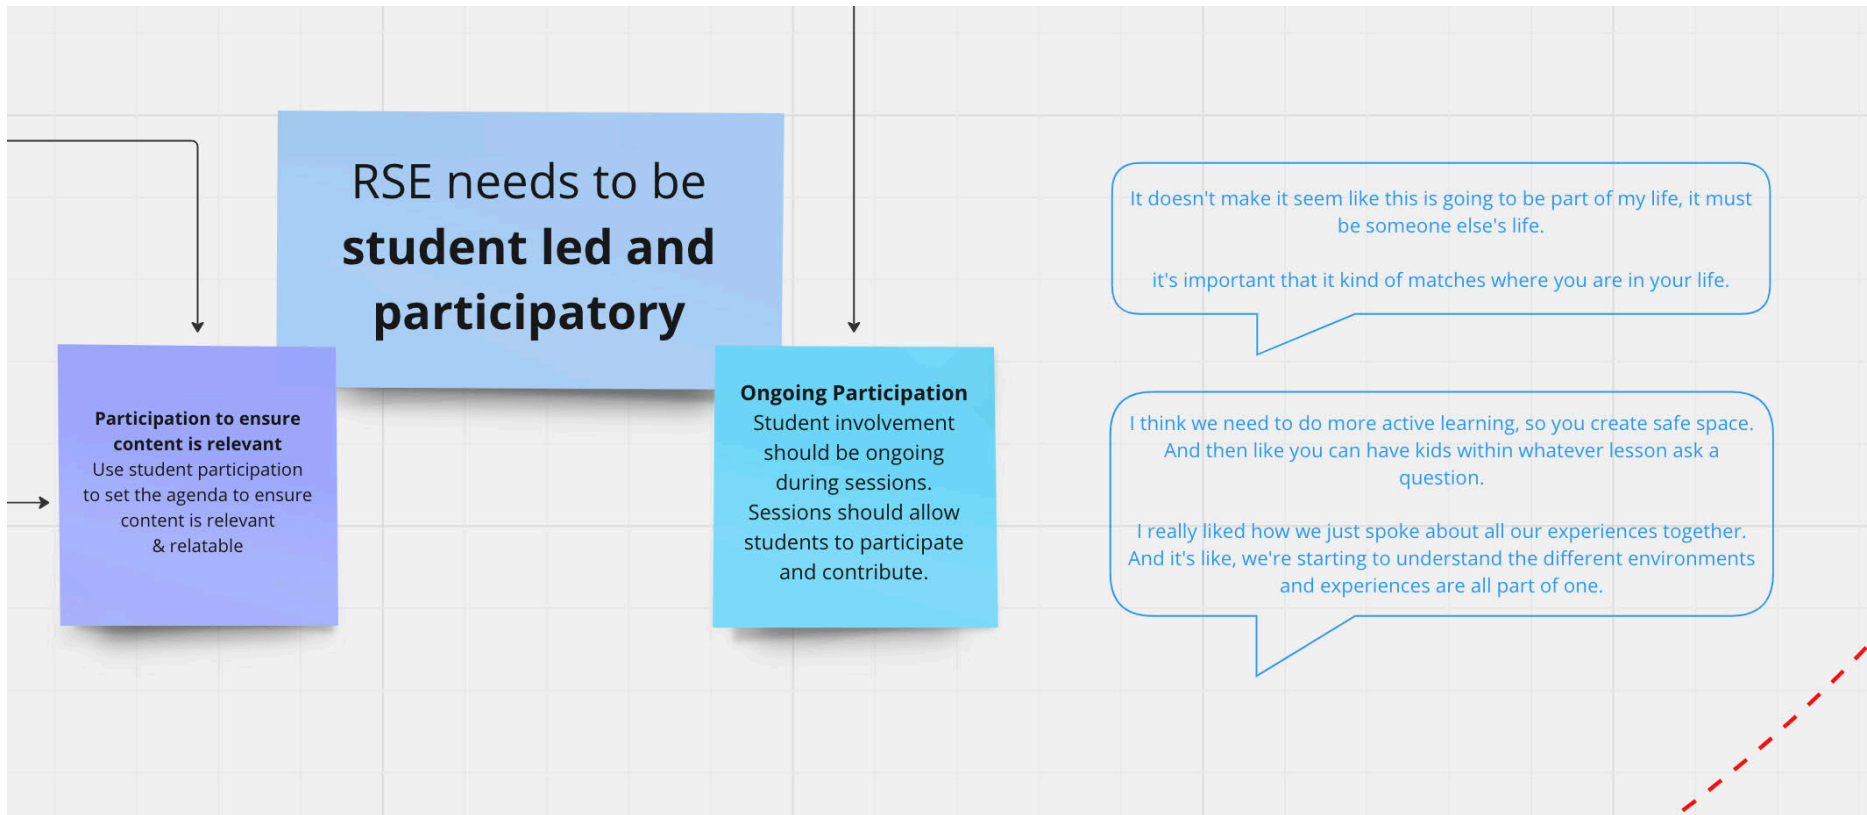 RSE needs to be
student led and
participatory
Participation to ensure
content is relevant
Use student participation
to set the agenda to ensure
content is relevant
& relatable
Ongoing Participation
Student involvement
should be ongoing
during sessions.
Sessions should allow
students to participate
and contribute.
It doesn't make it seem like this is going to be part of my life, it must
be someone else's life.
it's important that it kind of matches where you are in your life.
I think we need to do more active learning, so you create safe space.
And then like you can have kids within whatever lesson ask a
question.
I really liked how we just spoke about all our experiences together.
And it's like, we're starting to understand the different environments
and experiences are all part of one.